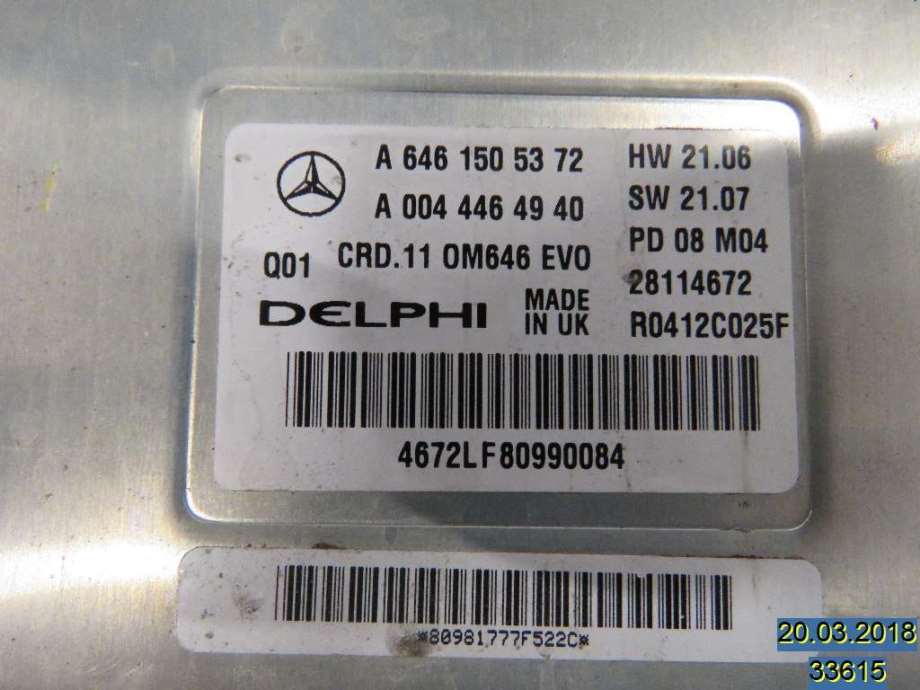 A 646 150 53 72 HW 21.06
A 004 446 49 40 SW 21.07
PD 08 M04
Q01 CRD.11 OM646 EVO 28114672
DELPHI MADE IN UK R0412C025F
4672LF80990084
*80981777F522C*
20.03.2018
33615